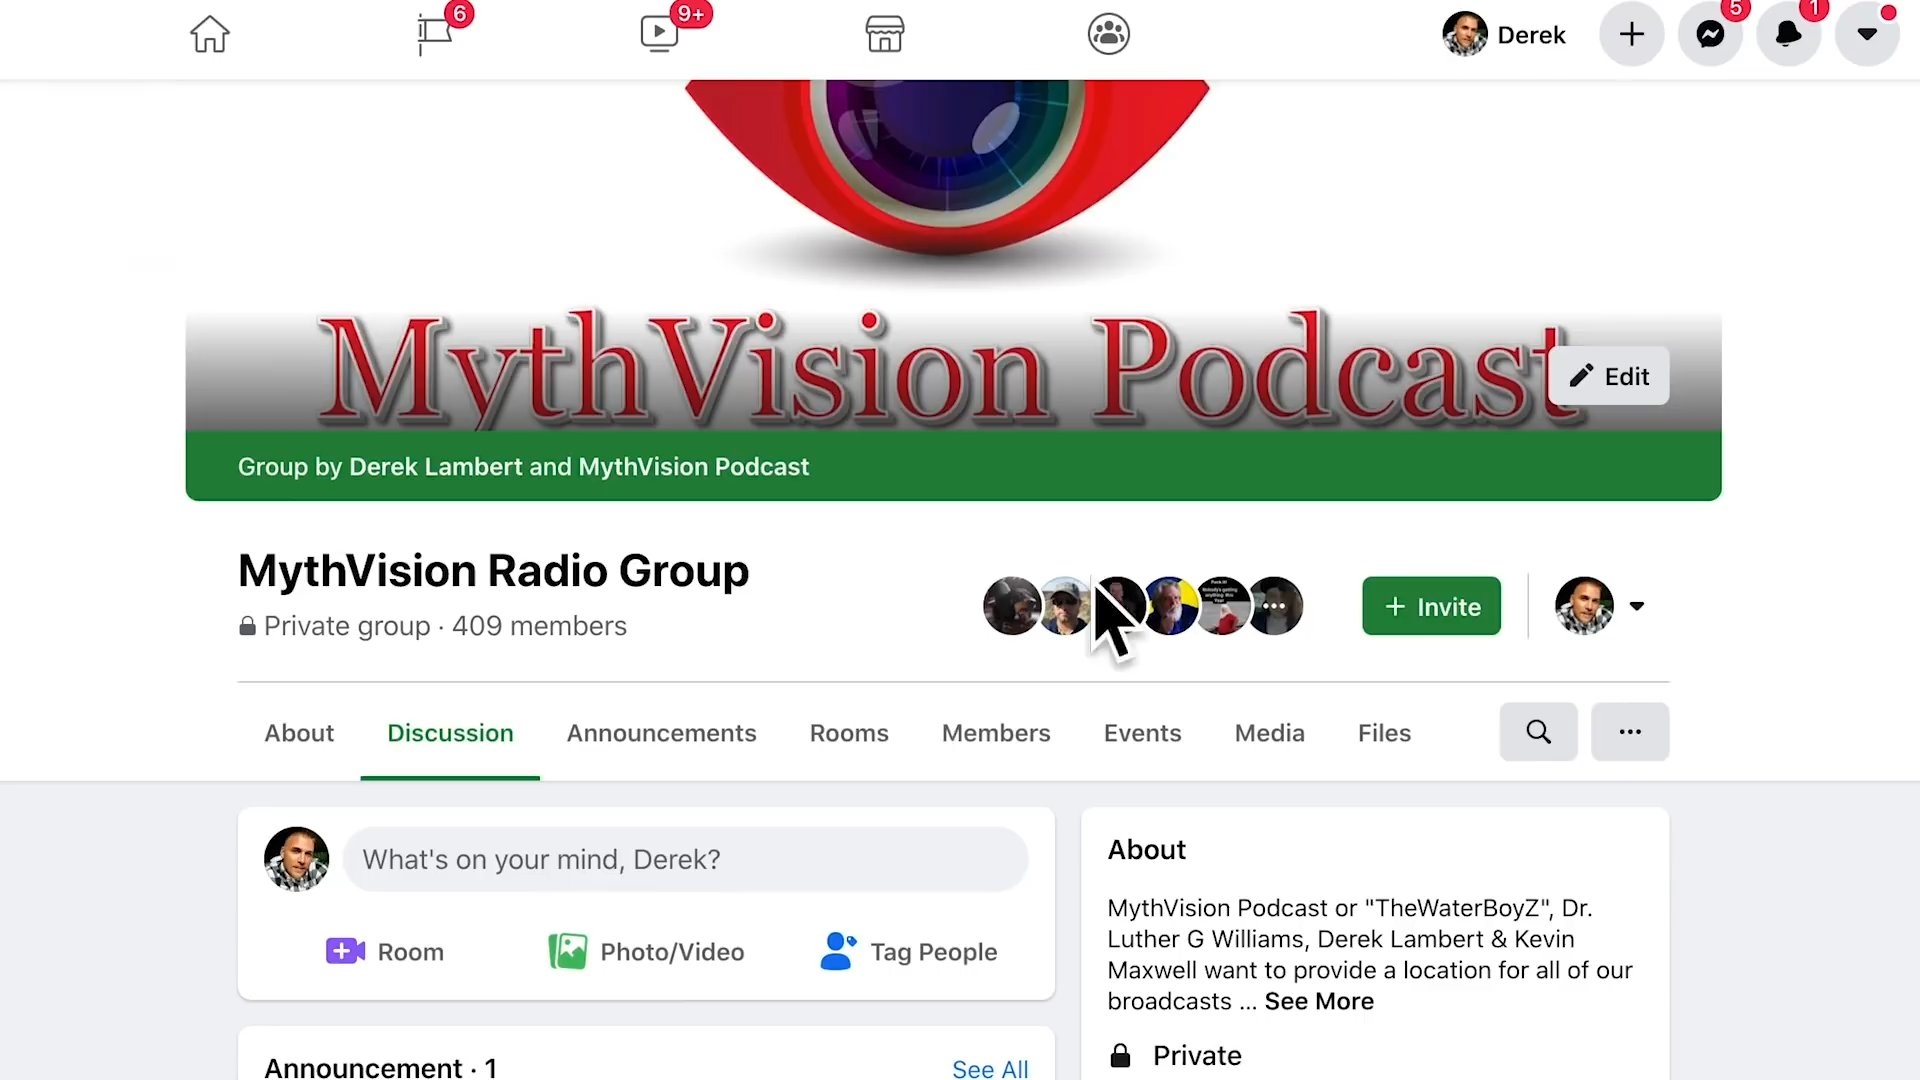 6
9+
Derek
5
1
MythVision Podcast
Edit
Group by Derek Lambert and MythVision Podcast
MythVision Radio Group
Private group · 409 members
+ Invite
About
Discussion
Announcements
Rooms
Members
Events
Media
Files
What's on your mind, Derek?
Room
Photo/Video
Tag People
Announcement · 1
See All
About
MythVision Podcast or "TheWaterBoyZ", Dr.
Luther G Williams, Derek Lambert & Kevin
Maxwell want to provide a location for all of our
broadcasts ... See More
Private